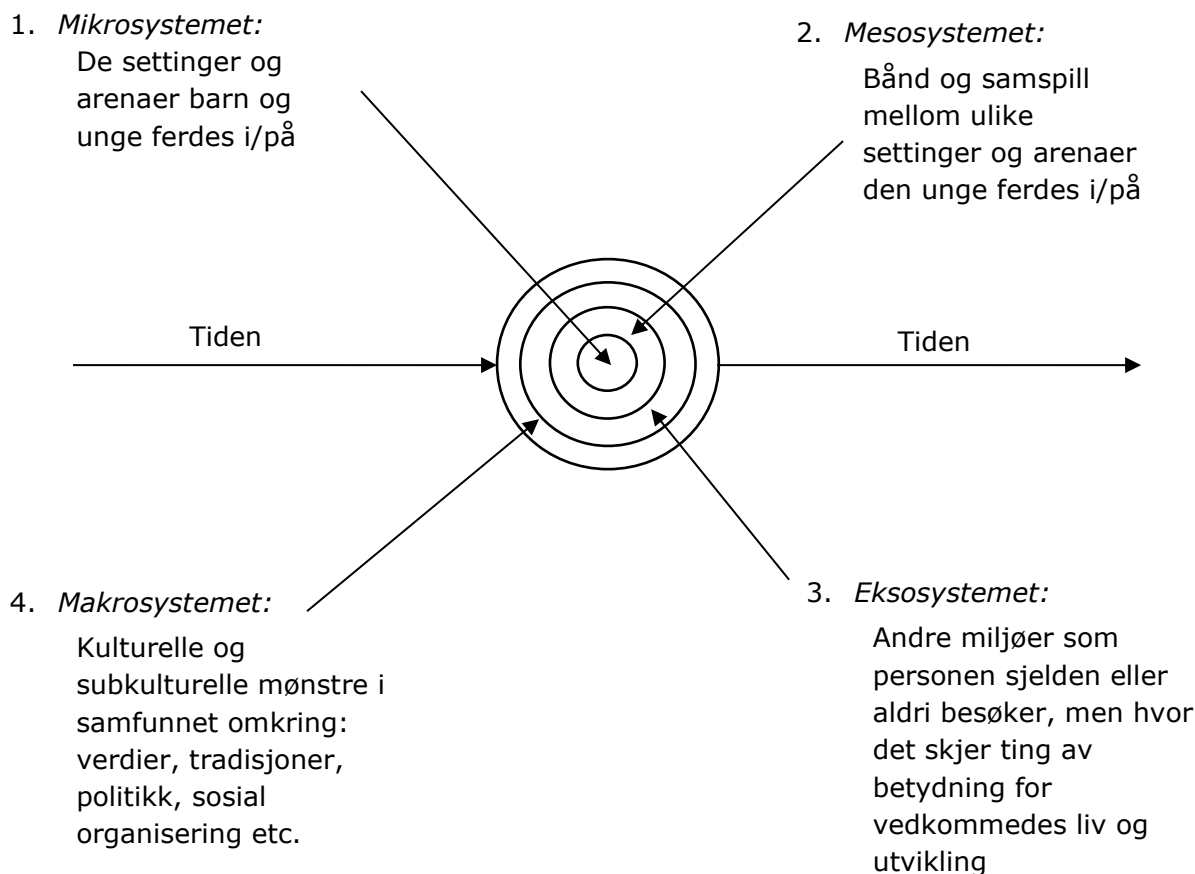 1. Mikrosystemet:
De settinger og
arenaer barn og
unge ferdes i/på
2. Mesosystemet:
Bånd og samspill
mellom ulike
settinger og arenaer
den unge ferdes i/på
Tiden
Tiden
4. Makrosystemet:
Kulturelle og
subkulturelle mønstre i
samfunnet omkring:
verdier, tradisjoner,
politikk, sosial
organisering etc.
3. Eksosystemet:
Andre miljøer som
personen sjelden eller
aldri besøker, men hvor
det skjer ting av
betydning for
vedkommedes liv og
utvikling